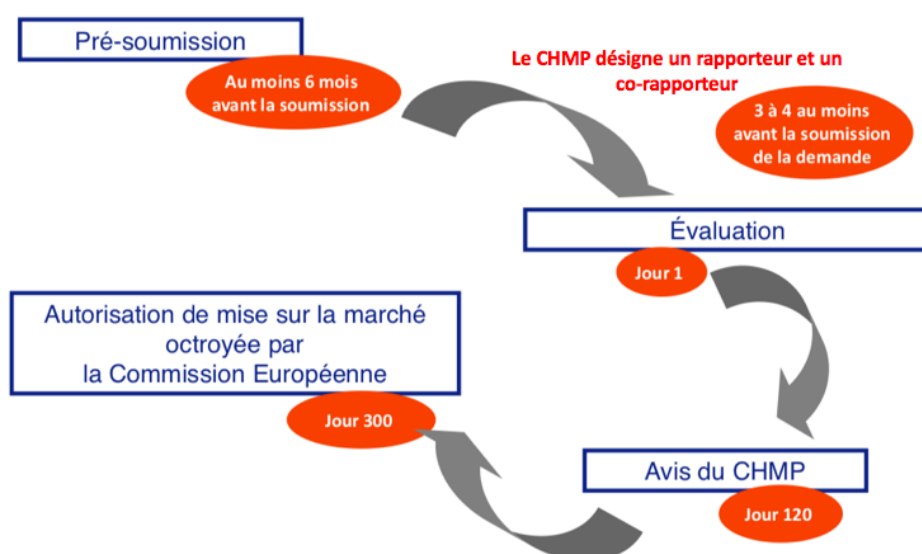 Pré-soumission
Au moins 6 mois
avant la soumission
Le CHMP désigne un rapporteur et un
co-rapporteur
3 à 4 au moins
avant la soumission
de la demande
Évaluation
Jour 1
Autorisation de mise sur la marché
octroyée par
la Commission Européenne
Jour 300
Avis du CHMP
Jour 120